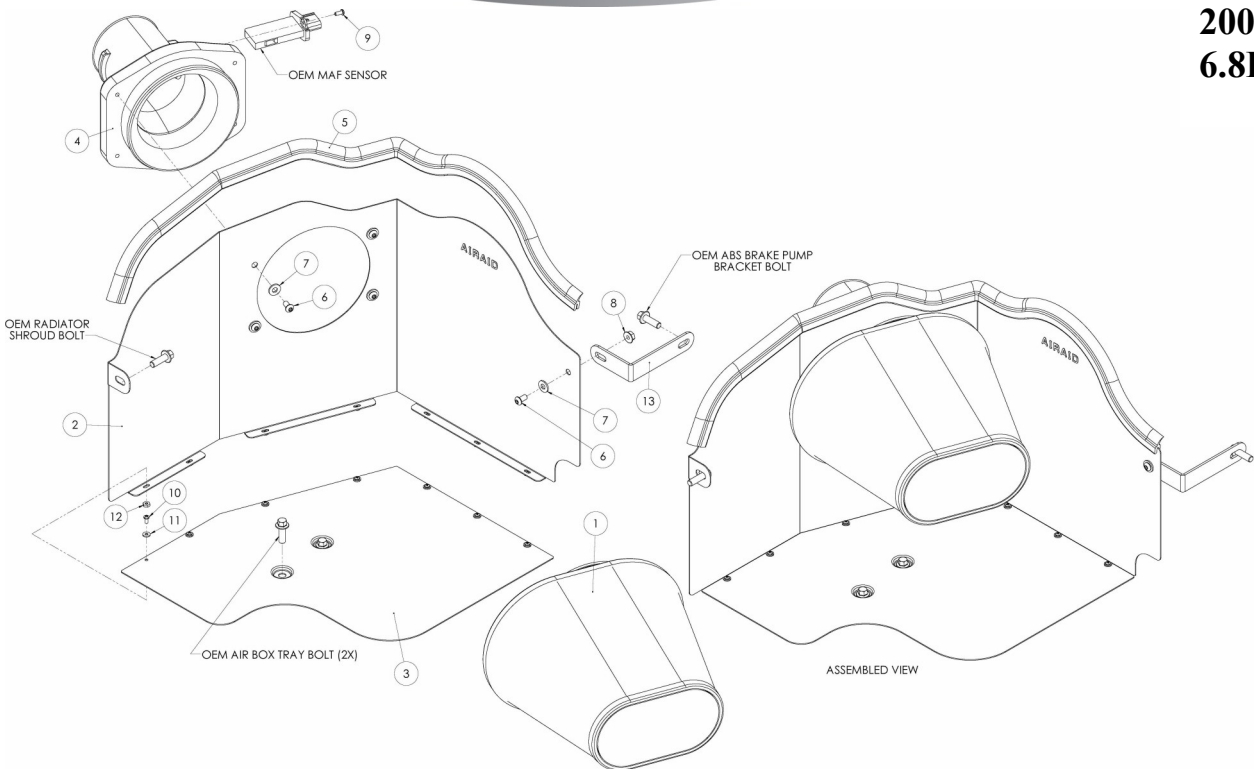 200
6.8
9
OEM MAF SENSOR
4
5
AIRAID
7
6
OEM ABS BRAKE PUMP
BRACKET BOLT
8
OEM RADIATOR
SHROUD BOLT
13
7
6
2
12
10
11
1
OEM AIR BOX TRAY BOLT (2X)
3
AIRAID
ASSEMBLED VIEW